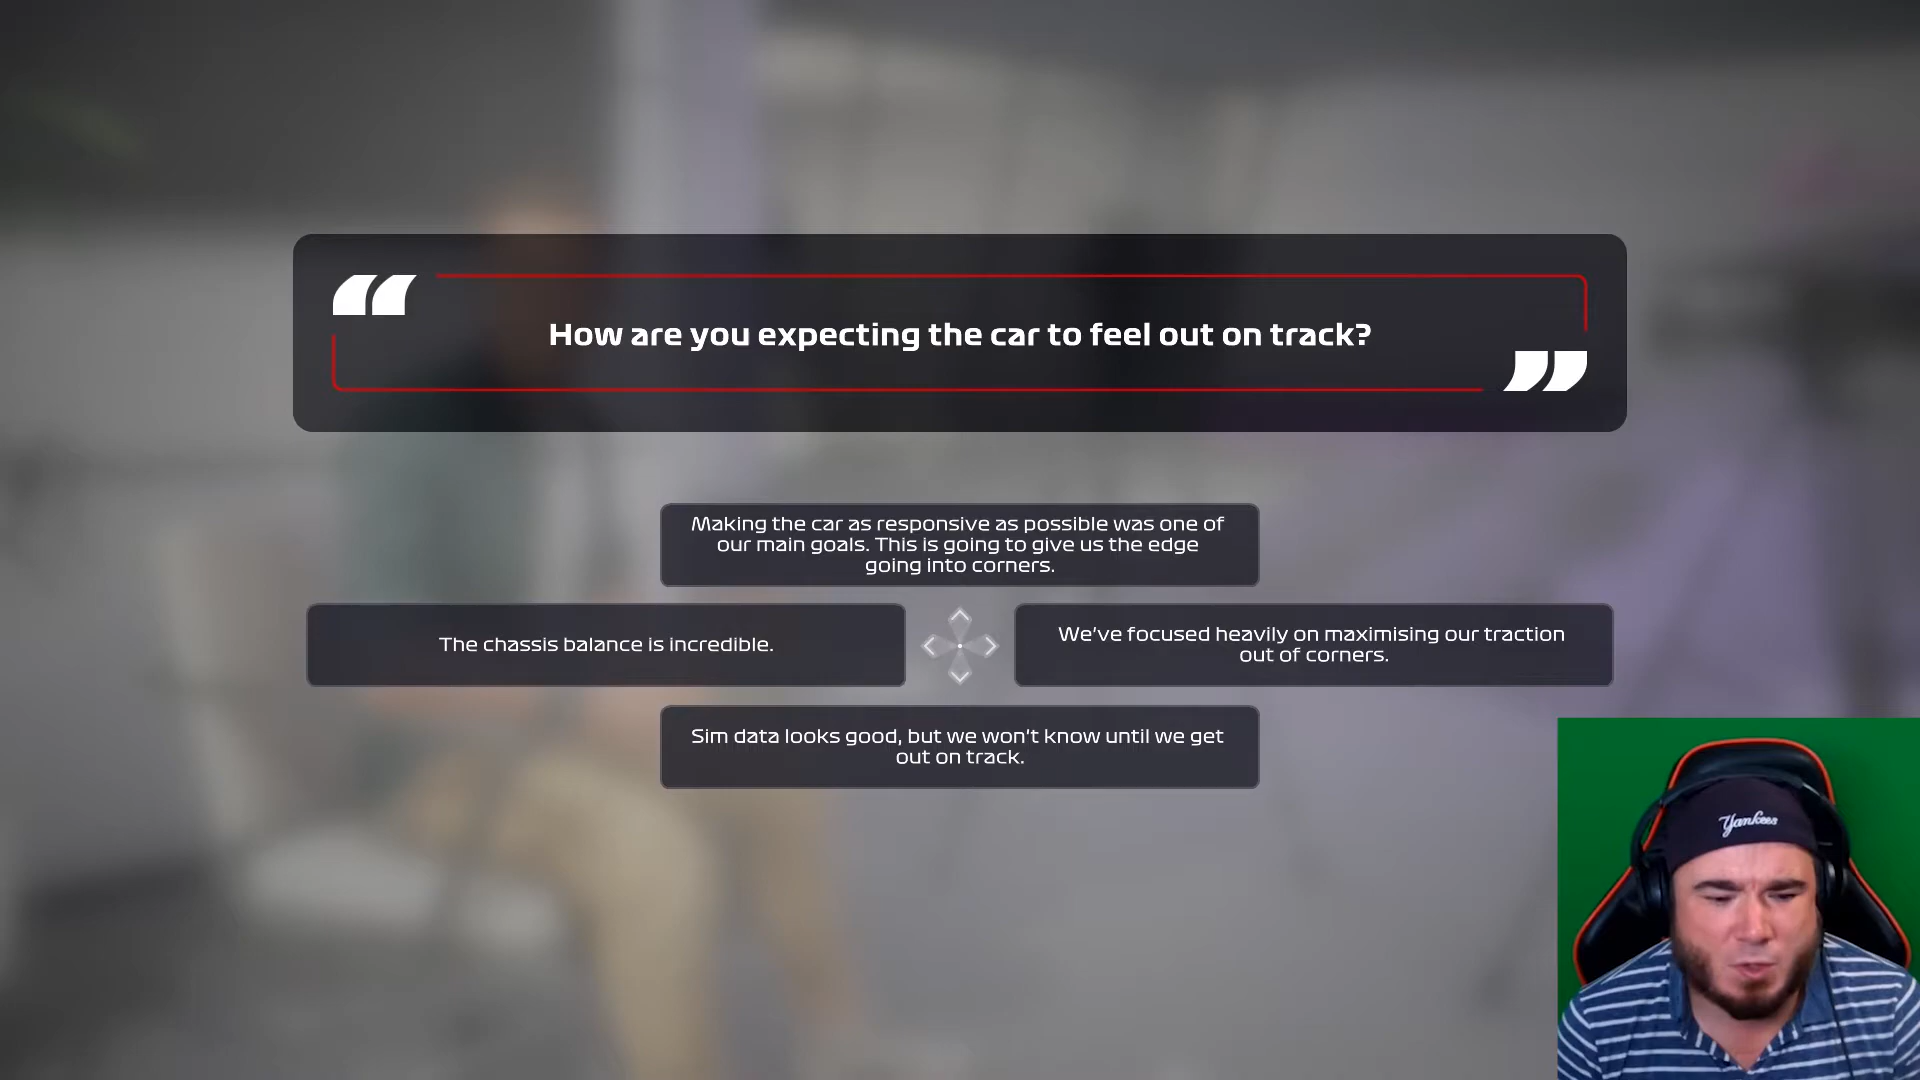 How are you expecting the car to feel out on track?
Making the car as responsive as possible was one of
our main goals. This is going to give us the edge
going into corners.
The chassis balance is incredible.
We've focused heavily on maximising our traction
out of corners.
Sim data looks good, but we won't know until we get
out on track.
Yankees